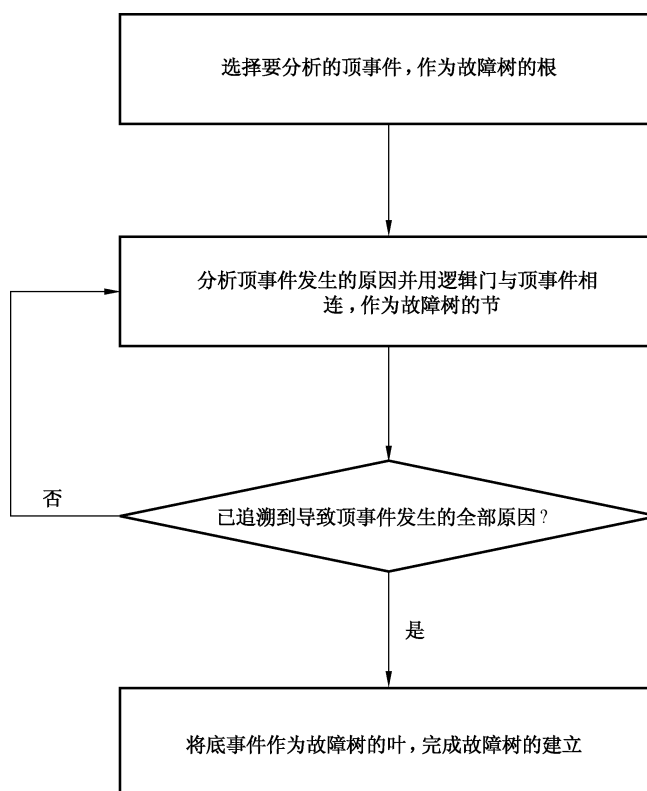 选择要分析的顶事件，作为故障树的根
分析顶事件发生的原因并用逻辑门与顶事件相
连，作为故障树的节
否
已追溯到导致顶事件发生的全部原因？
是
将底事件作为故障树的叶，完成故障树的建立